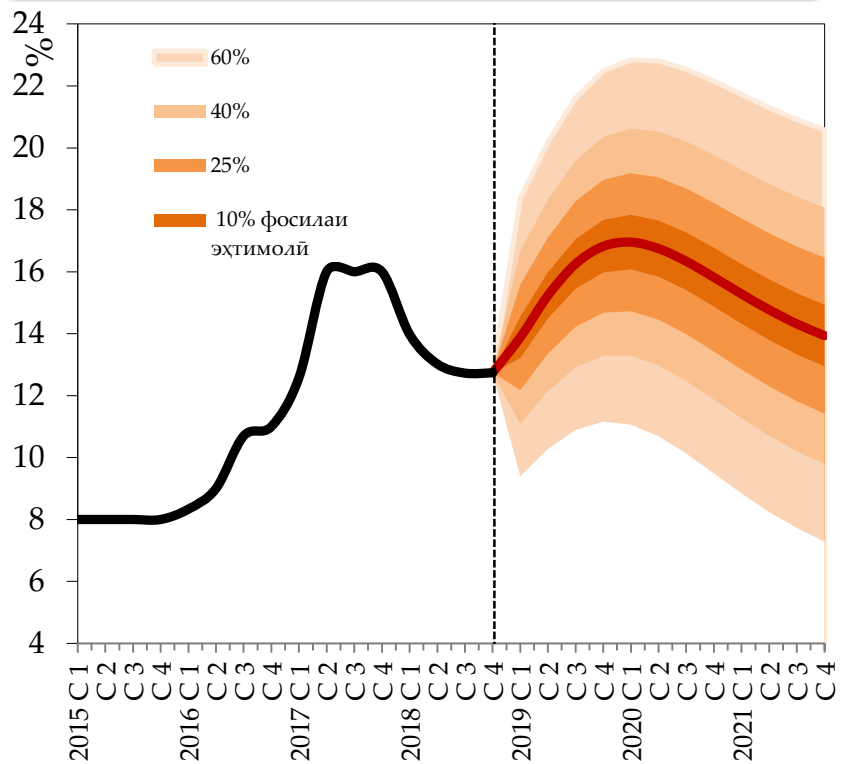 24
%
22
20
18
16
14
12
10
8
6
4
60%
40%
25%
10% фосилаи
эҳтимолӣ
2015 С 1
С 2
С 3
С 4
2016 С 1
С 2
С 3
С 4
2017 С 1
С 2
С 3
С 4
2018 С 1
С 2
С 3
С 4
2019 С 1
С 2
С 3
С 4
2020 С 1
С 2
С 3
С 4
2021 С 1
С 2
С 3
С 4